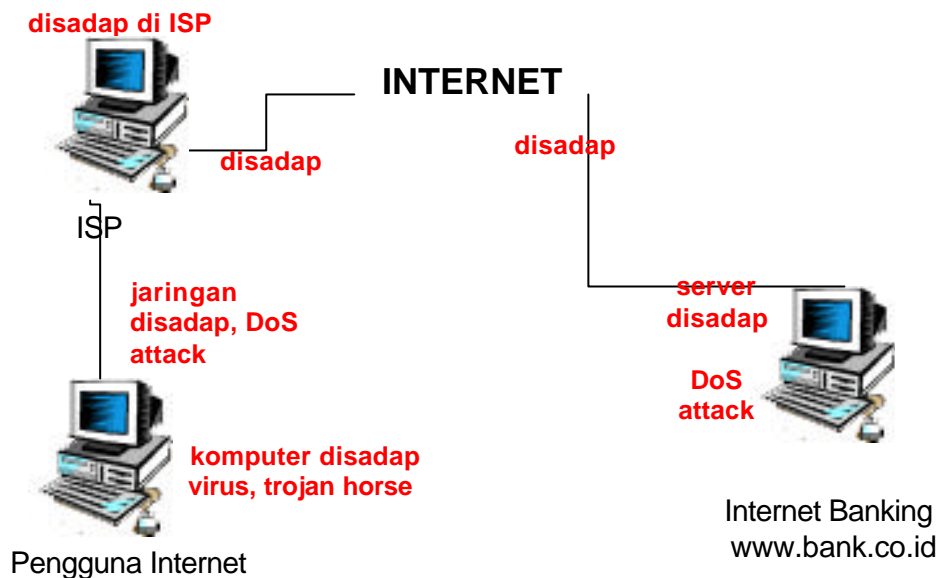 disadap di ISP
INTERNET
disadap
disadap
ISP
jaringan
disadap, DoS
attack
server
disadap
DoS
attack
komputer disadap
virus, trojan horse
Internet Banking
www.bank.co.id
Pengguna Internet